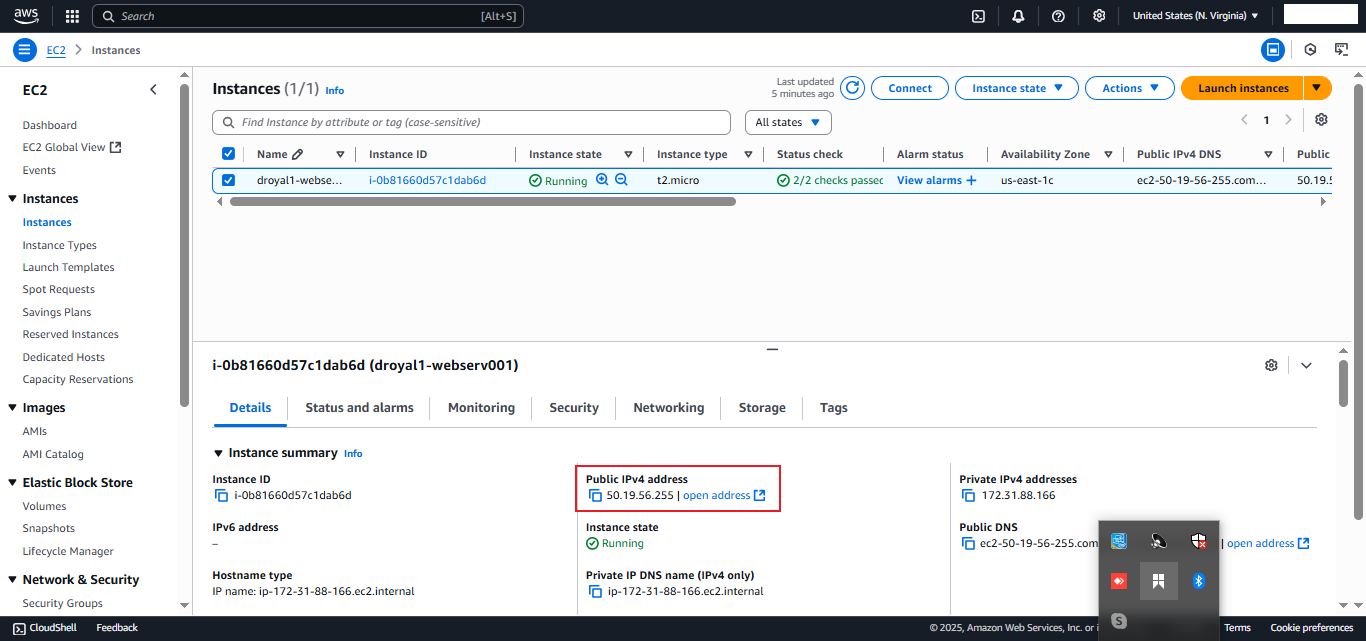 aws Search [Alt+S] United States (N. Virginia)
EC2 Instances
EC2
Dashboard
EC2 Global View
Events
Instances
Instances
Instance Types
Launch Templates
Spot Requests
Savings Plans
Reserved Instances
Dedicated Hosts
Capacity Reservations
Images
AMIs
AMI Catalog
Elastic Block Store
Volumes
Snapshots
Lifecycle Manager
Network & Security
Security Groups
Instances (1/1) Info
Last updated
5 minutes ago
Connect Instance state Actions Launch instances
Find Instance by attribute or tag (case-sensitive) All states 1
Name Instance ID Instance state Instance type Status check Alarm status Availability Zone Public IPv4 DNS Public
droyal1-webse... i-0b81660d57c1dab6d Running t2.micro 2/2 checks passed View alarms + us-east-1c ec2-50-19-56-255.com... 50.19.5
i-0b81660d57c1dab6d (droyal1-webserv001)
Details Status and alarms Monitoring Security Networking Storage Tags
Instance summary Info
Instance ID
i-0b81660d57c1dab6d
IPv6 address
–
Hostname type
IP name: ip-172-31-88-166.ec2.internal
Public IPv4 address
50.19.56.255 | open address
Instance state
Running
Private IP DNS name (IPv4 only)
ip-172-31-88-166.ec2.internal
Private IPv4 addresses
172.31.88.166
Public DNS
ec2-50-19-56-255.com | open address
S
CloudShell Feedback © 2025, Amazon Web Services, Inc. or i Terms Cookie preferences